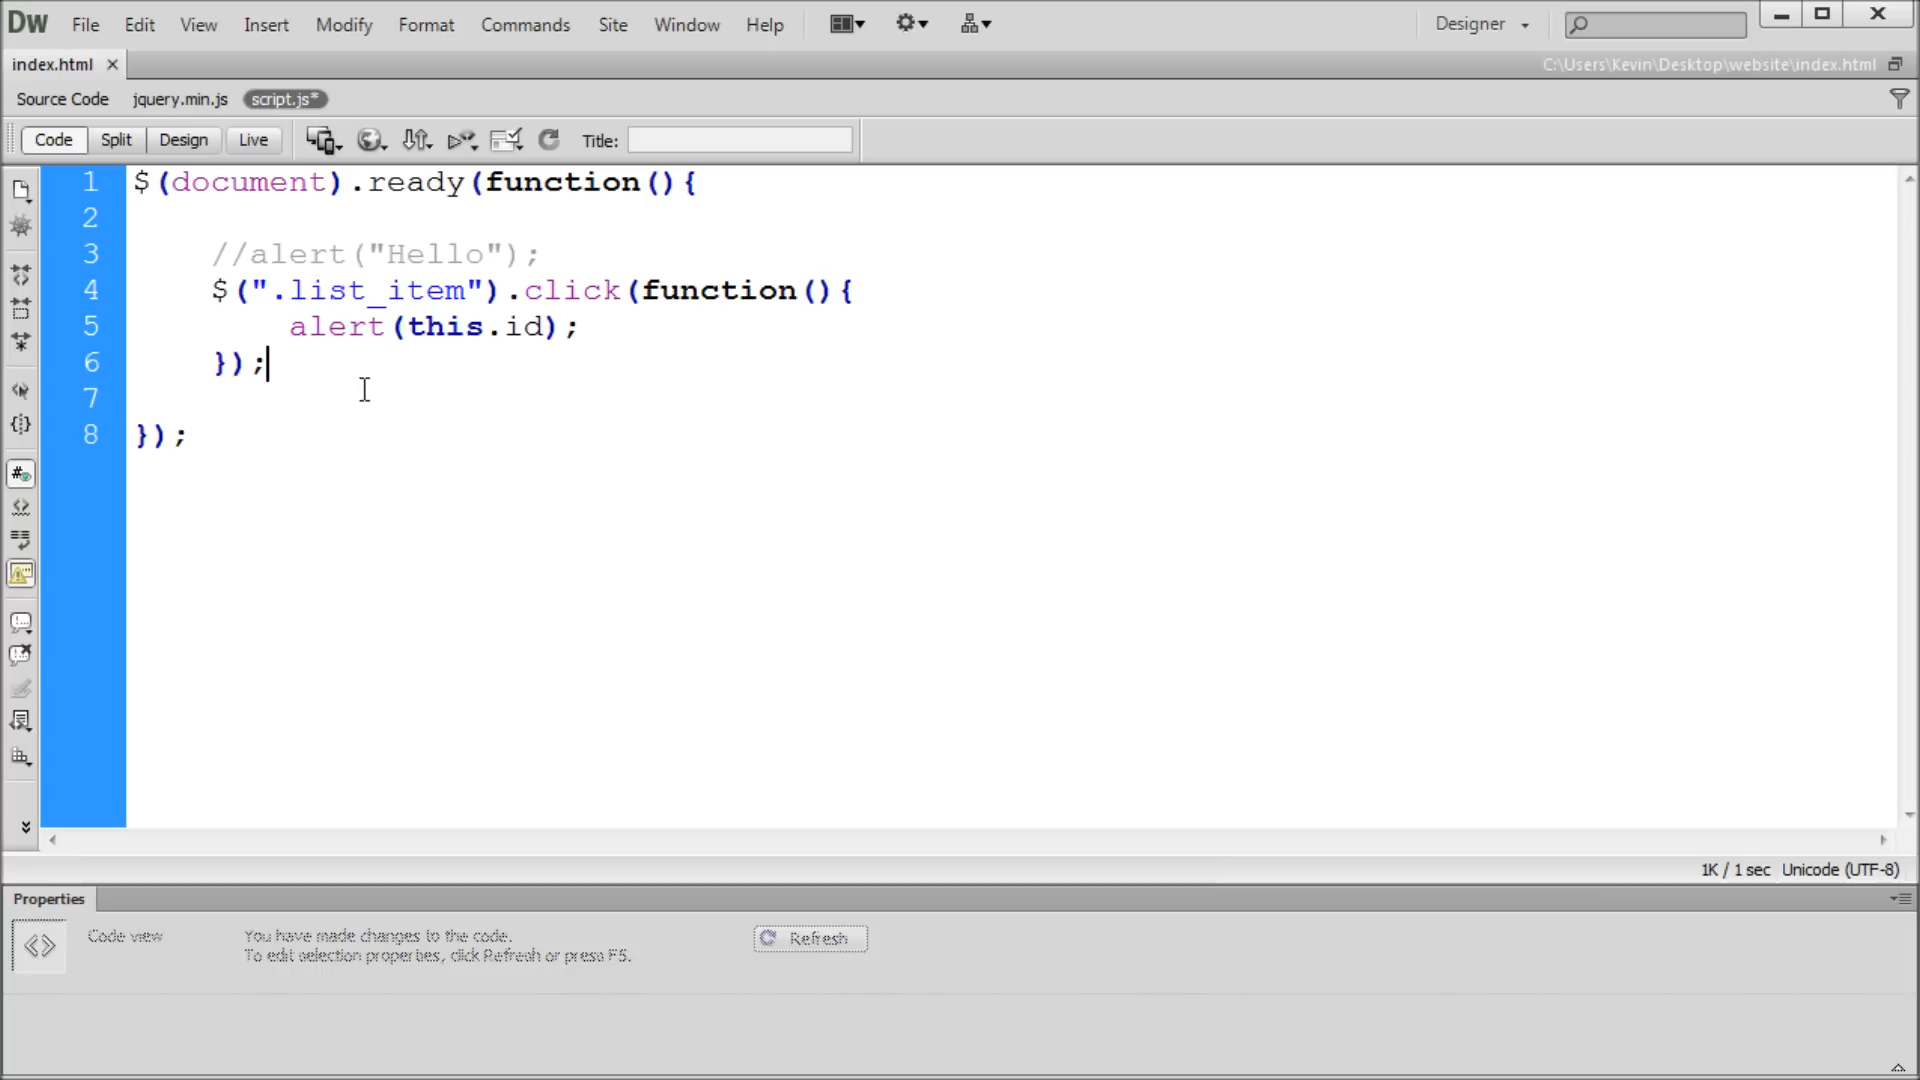 Dw File Edit View Insert Modify Format Commands Site Window Help Designer
index.html C:\Users\Kevin\Desktop\website\index.html
Source Code jquery.min.js script.js*
Code Split Design Live Title:
1 $(document).ready(function(){
2
3 //alert("Hello");
4 $(".list_item").click(function(){
5 alert(this.id);
6 });
7
8 });
1K / 1 sec Unicode (UTF-8)
Properties
Code view You have made changes to the code. Refresh
To edit selection properties, click Refresh or press F5.